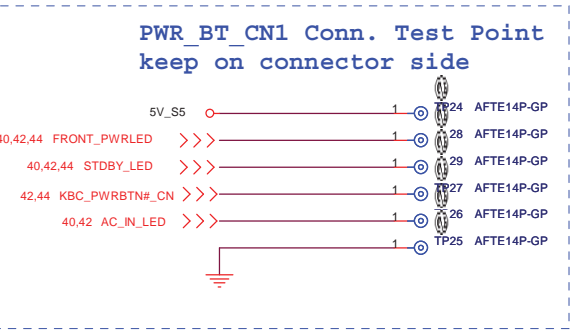 PWR_BT_CN1 Conn. Test Point
keep on connector side
5V_S5 1 TP24 AFTE14P-GP
40,42,44 FRONT_PWRLED 1 28 AFTE14P-GP
40,42,44 STDBY_LED 1 29 AFTE14P-GP
42,44 KBC_PWRBTN#_CN 1 TP27 AFTE14P-GP
40,42 AC_IN_LED 1 26 AFTE14P-GP
1 TP25 AFTE14P-GP